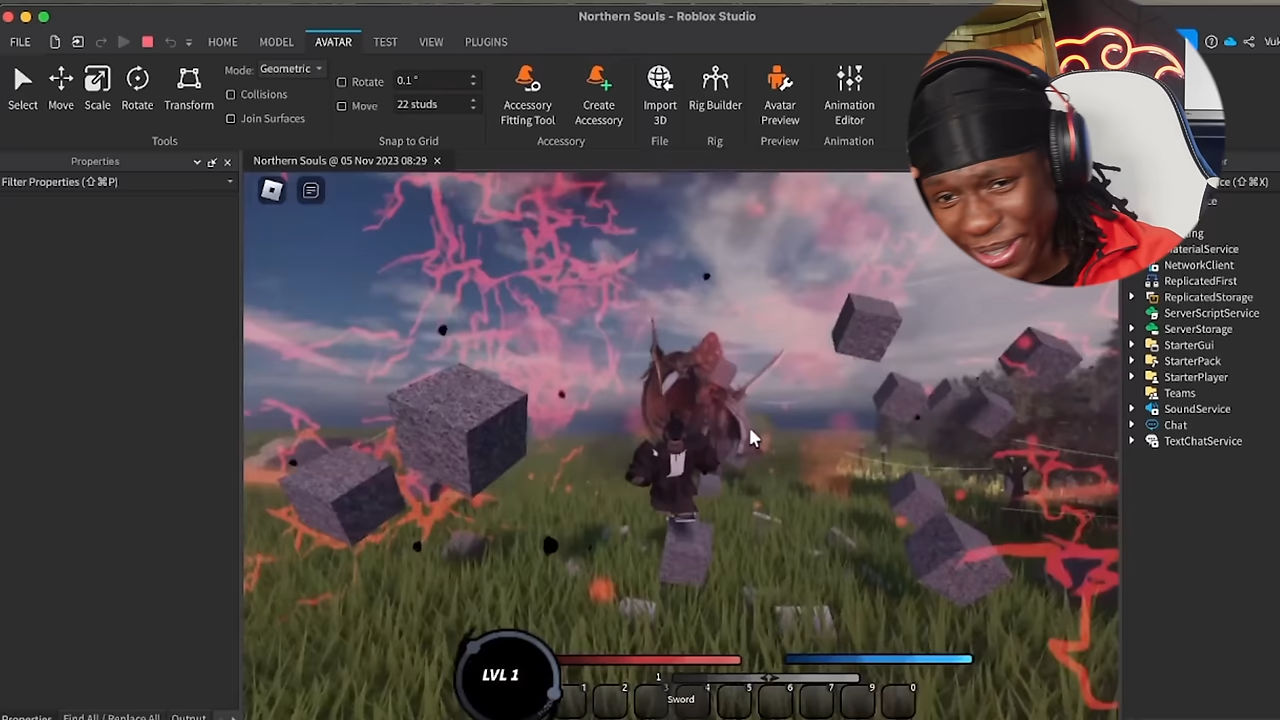 Northern Souls - Roblox Studio
FILE HOME MODEL AVATAR TEST VIEW PLUGINS
Select Move Scale Rotate Transform
Mode: Geometric
Collisions
Join Surfaces
Tools
Rotate 0.1°
Move 22 studs
Snap to Grid
Accessory Fitting Tool
Create Accessory
Accessory
Import 3D
File
Rig Builder
Rig
Avatar Preview
Preview
Animation Editor
Animation
Properties
Filter Properties (⇧⌘P)
Northern Souls @ 05 Nov 2023 08:29
(⇧⌘X)
MaterialService
NetworkClient
ReplicatedFirst
ReplicatedStorage
ServerScriptService
ServerStorage
StarterGui
StarterPack
StarterPlayer
Teams
SoundService
Chat
TextChatService
LVL 1
1
1 2 3 4 5 6 7 8 9 0
Sword
Properties Find All / Replace All Output